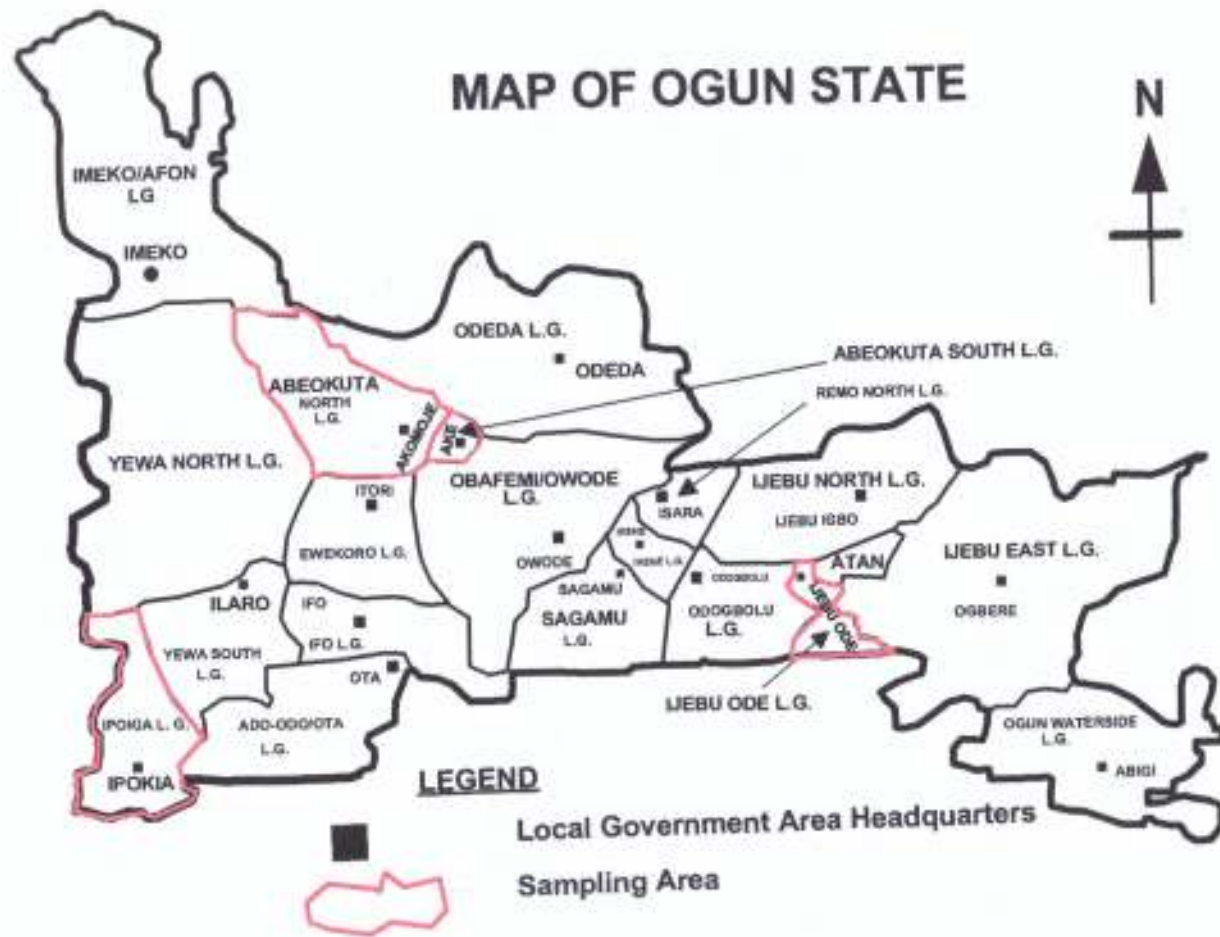 MAP OF OGUN STATE
N
IMEKO/AFON
LG
IMEKO
ODEDA L.G.
ODEDA
ABEOKUTA SOUTH L.G.
REMO NORTH L.G.
ABEOKUTA
NORTH
L.G.
AKOMOJE
AKE
YEWA NORTH L.G.
OBAFEMI/OWODE
L.G.
OWODE
ITORI
EWEKORO L.G.
ISARA
IJEBU NORTH L.G.
IJEBU IGBO
IKENE L.G.
ATAN
IJEBU EAST L.G.
OGBERE
ILARO
IFO
IFO L.G.
SAGAMU
SAGAMU
L.G.
ODOGBOLU
ODOGBOLU
L.G.
IJEBU ODE
YEWA SOUTH
L.G.
OTA
IJEBU ODE L.G.
IPOKIA L. G.
IPOKIA
ADO-ODO/OTA
L.G.
OGUN WATERSIDE
L.G.
ABIGI
LEGEND
Local Government Area Headquarters
Sampling Area